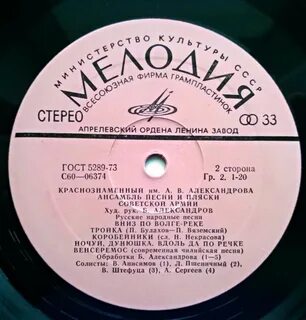 МИНИСТЕРСТВО КУЛЬТУРЫ СССР
МЕЛОДИЯ
ВСЕСОЮЗНАЯ ФИРМА ГРАМПЛАСТИНОК
СТЕРЕО
33
АПРЕЛЕВСКИЙ ОРДЕНА ЛЕНИНА ЗАВОД
ГОСТ 5289-73
2 сторона
С60—06374
Гр. 2. 1-20
КРАСНОЗНАМЕННЫЙ им. А. В. АЛЕКСАНДРОВА
АНСАМБЛЬ ПЕСНИ И ПЛЯСКИ
СОВЕТСКОЙ АРМИИ
Худ. рук. Б. АЛЕКСАНДРОВ
Русские народные песни
ВНИЗ ПО ВОЛГЕ-РЕКЕ
ТРОЙКА (П. Булахов—П. Вяземский)
КОРОБЕЙНИКИ (сл. Н. Некрасова)
НОЧУЙ, ДУНЮШКА. ВДОЛЬ ДА ПО РЕЧКЕ
ВЕНСЕРЕМОС (современная чилийская песня)
Обработки Б. Александрова (1—5)
Солисты: В. Анисимов (1), Л. Пшеничный (2),
В. Штефуца (3), А. Сергеев (4)